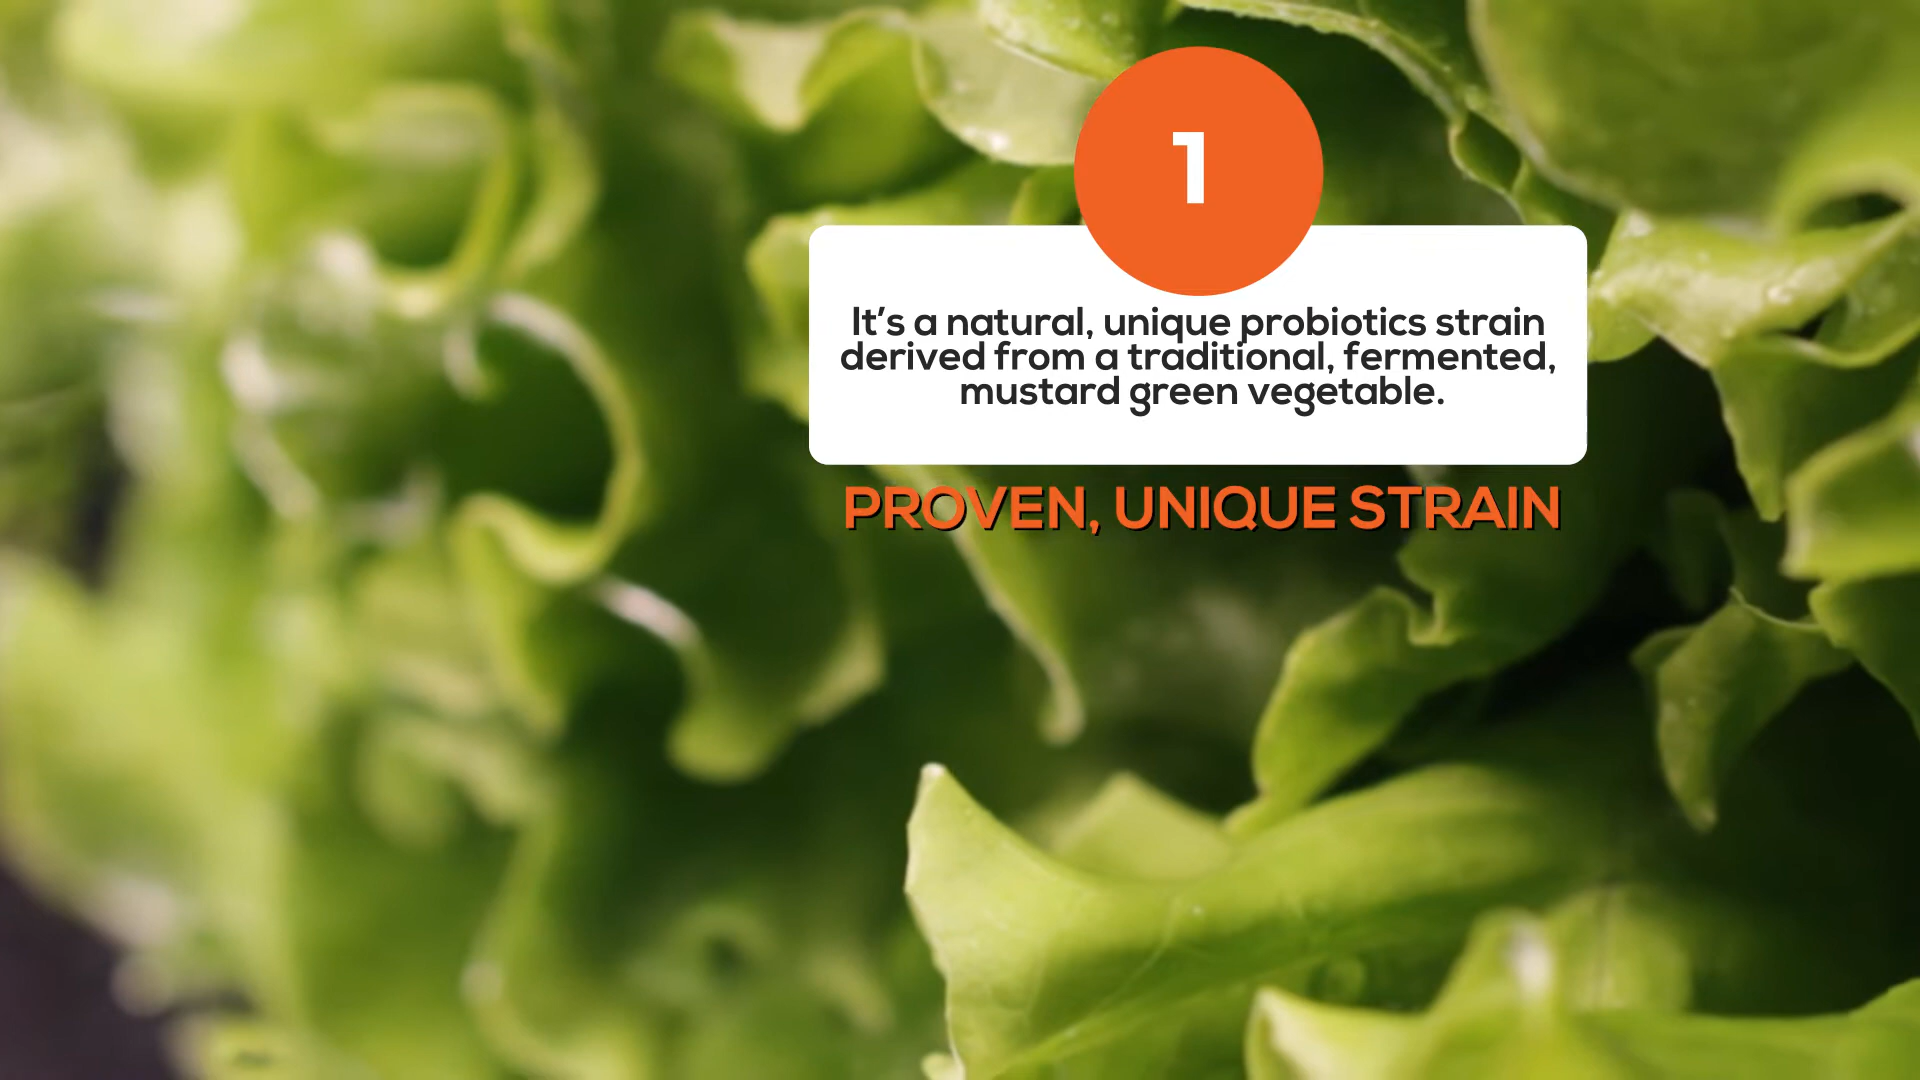 1
It's a natural, unique probiotics strain
derived from a traditional, fermented,
mustard green vegetable.
PROVEN, UNIQUE STRAIN